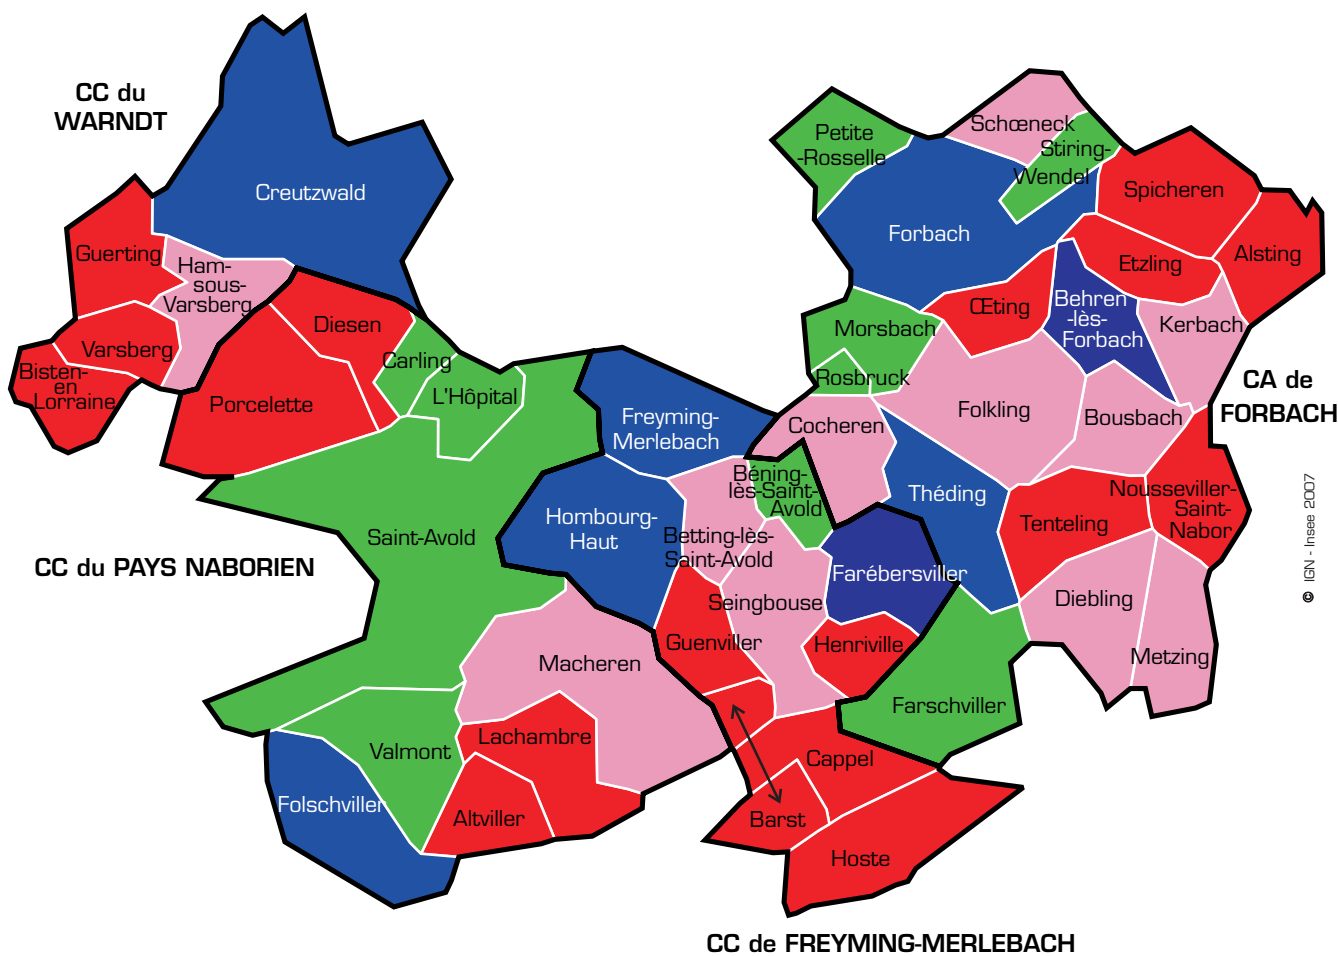 CC du
WARNDT
Creutzwald
Guerting
Ham-
sous-
Varsberg
Varsberg
Bisten-
en
Lorraine
Diesen
Porcelette
Carling
L'Hôpital
Saint-Avold
CC du PAYS NABORIEN
Macheren
Valmont
Lachambre
Folschviller
Altviller
Freyming-
Merlebach
Hombourg-
Haut
Béning-
lès-Saint-
Avold
Betting-lès-
Saint-Avold
Seingbouse
Guenviller
Farébersviller
Henriville
Cappel
Barst
Hoste
CC de FREYMING-MERLEBACH
Petite
-Rosselle
Schœneck
Stiring-
Wendel
Forbach
Spicheren
Alsting
Etzling
Œting
Behren
-lès-
Forbach
Kerbach
Morsbach
Rosbruck
Cocheren
Folkling
Bousbach
Théding
Tenteling
Nousseviller-
Saint-
Nabor
Diebling
Metzing
Farschviller
CA de
FORBACH
© IGN - Insee 2007